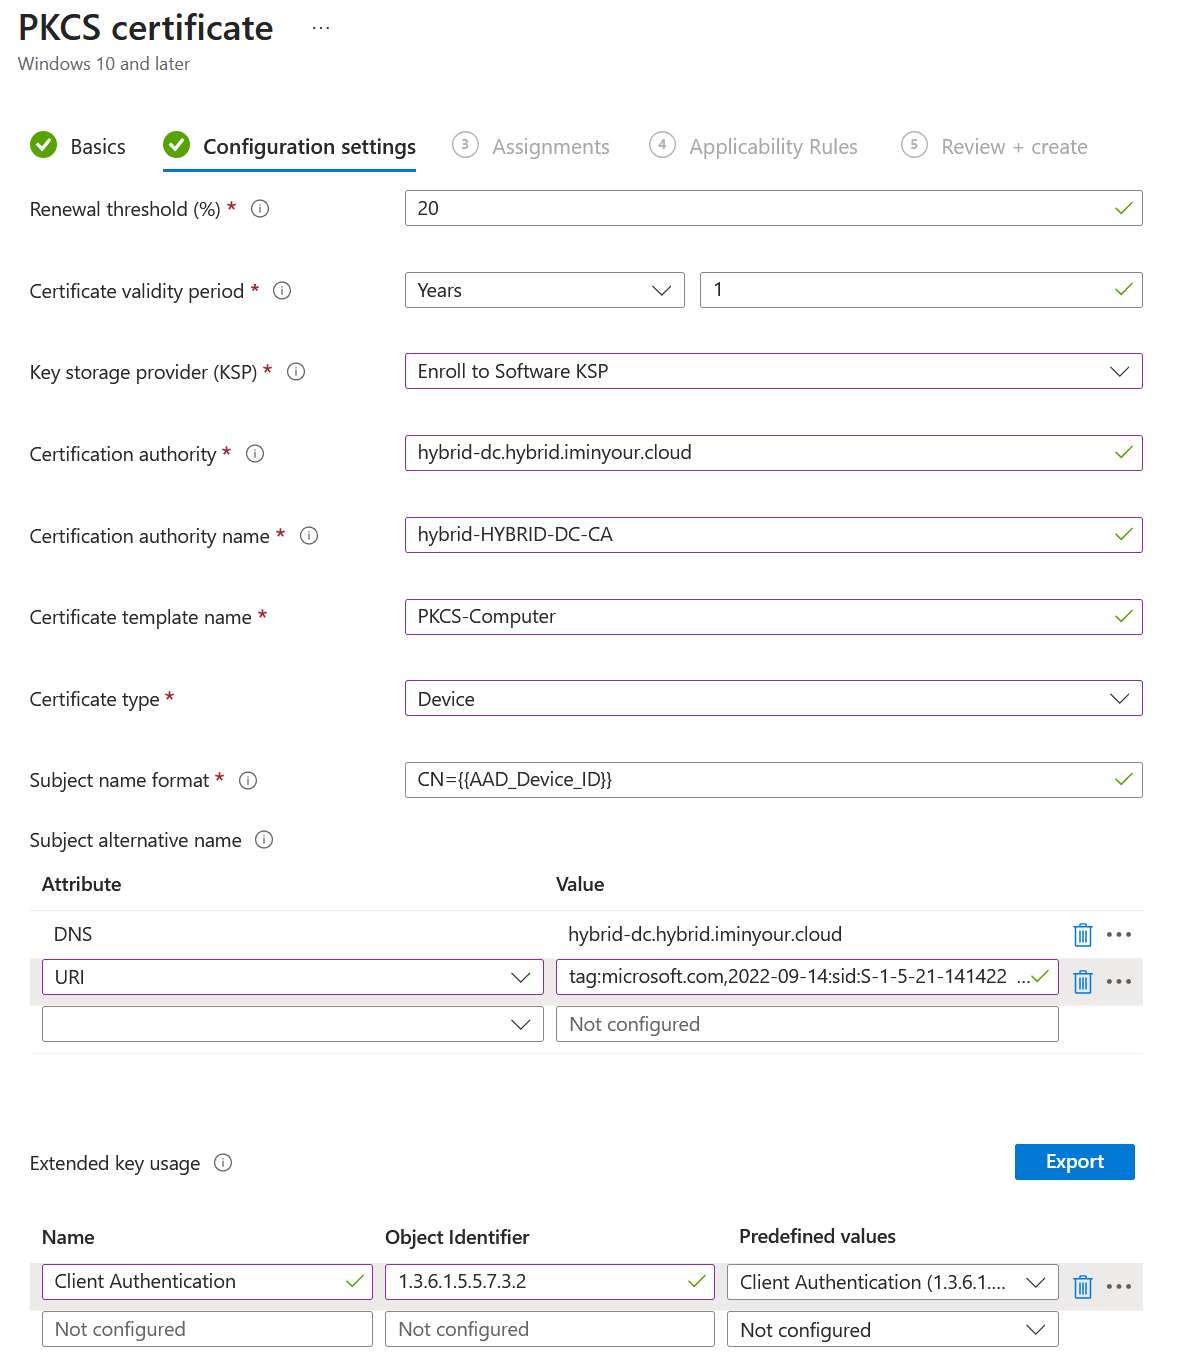 PKCS certificate ...
Windows 10 and later
Basics
Configuration settings
3 Assignments
4 Applicability Rules
5 Review + create
Renewal threshold (%) *
20
Certificate validity period *
Years
1
Key storage provider (KSP) *
Enroll to Software KSP
Certification authority *
hybrid-dc.hybrid.iminyour.cloud
Certification authority name *
hybrid-HYBRID-DC-CA
Certificate template name *
PKCS-Computer
Certificate type *
Device
Subject name format *
CN={{AAD_Device_ID}}
Subject alternative name
Attribute
Value
DNS
hybrid-dc.hybrid.iminyour.cloud
URI
tag:microsoft.com,2022-09-14:sid:S-1-5-21-141422 ...
Not configured
Extended key usage
Export
Name
Object Identifier
Predefined values
Client Authentication
1.3.6.1.5.5.7.3.2
Client Authentication (1.3.6.1....
Not configured
Not configured
Not configured